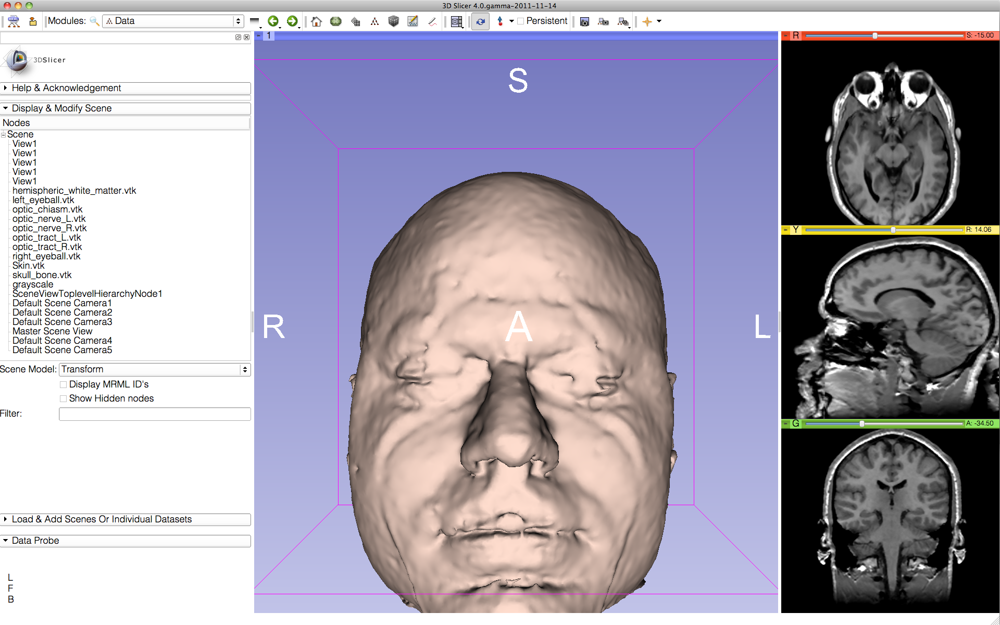 3D Slicer 4.0.gamma-2011-11-14
Modules: Data
Persistent
3DSlicer
Help & Acknowledgement
Display & Modify Scene
Nodes
Scene
View1
View1
View1
View1
View1
hemispheric_white_matter.vtk
left_eyeball.vtk
optic_chiasm.vtk
optic_nerve_L.vtk
optic_nerve_R.vtk
optic_tract_L.vtk
optic_tract_R.vtk
right_eyeball.vtk
Skin.vtk
skull_bone.vtk
grayscale
SceneViewToplevelHierarchyNode1
Default Scene Camera1
Default Scene Camera2
Default Scene Camera3
Master Scene View
Default Scene Camera4
Default Scene Camera5
Scene Model: Transform
Display MRML ID's
Show Hidden nodes
Filter:
Load & Add Scenes Or Individual Datasets
Data Probe
L
F
B
1
S
R
A
L
R
S: -15.00
Y
R: 14.06
G
A: -34.50